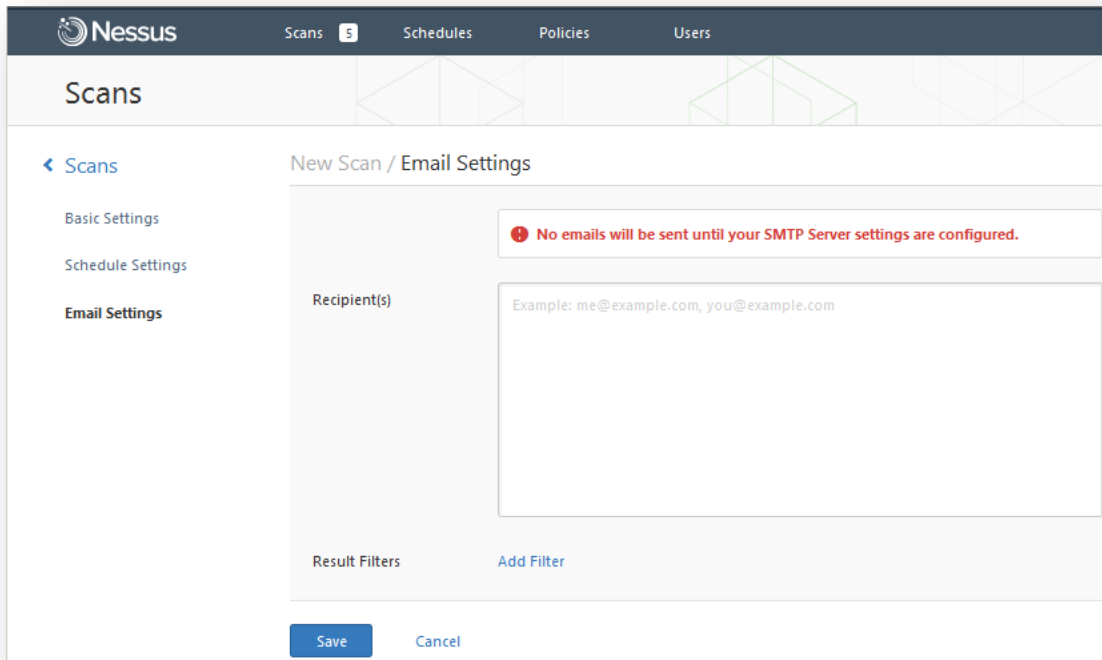 Nessus Scans 5 Schedules Policies Users
Scans
Scans
New Scan / Email Settings
Basic Settings
No emails will be sent until your SMTP Server settings are configured.
Schedule Settings
Recipient(s)
Example: me@example.com, you@example.com
Email Settings
Result Filters Add Filter
Save Cancel